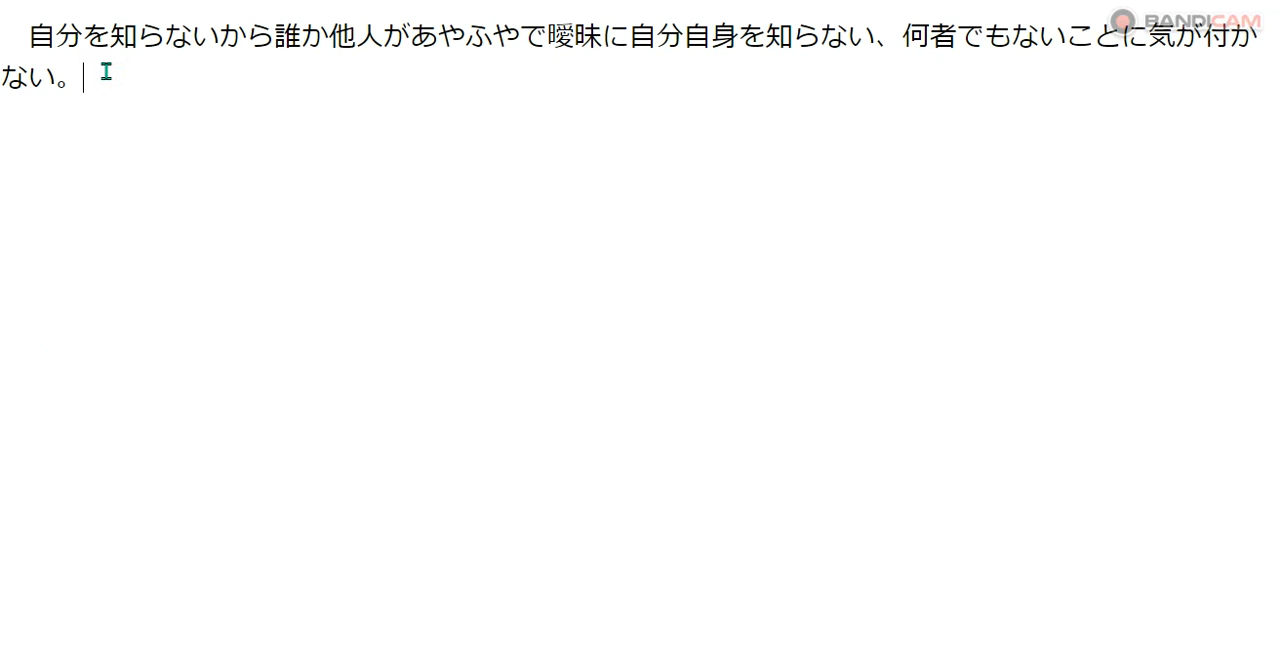 BANDICAM
自分を知らないから誰か他人があやふやで曖昧に自分自身を知らない、何者でもないことに気が付か
ない。